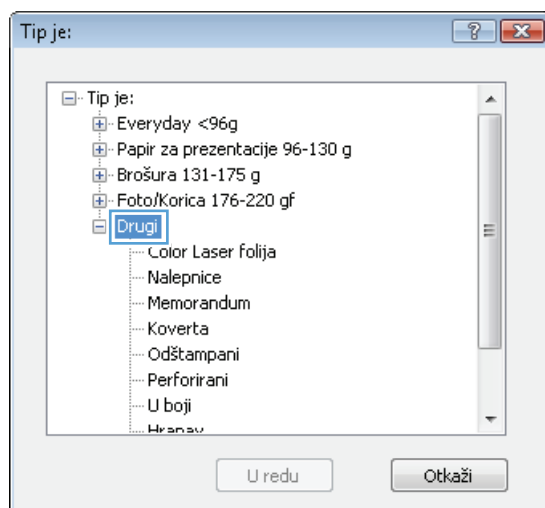 Tip je:
Tip je:
Everyday <96g
Papir za prezentacije 96-130 g
Brošura 131-175 g
Foto/Korica 176-220 gf
Drugi
Color Laser folija
Nalepnice
Memorandum
Koverta
Odštampani
Perforirani
U boji
Hrapav
U redu Otkaži